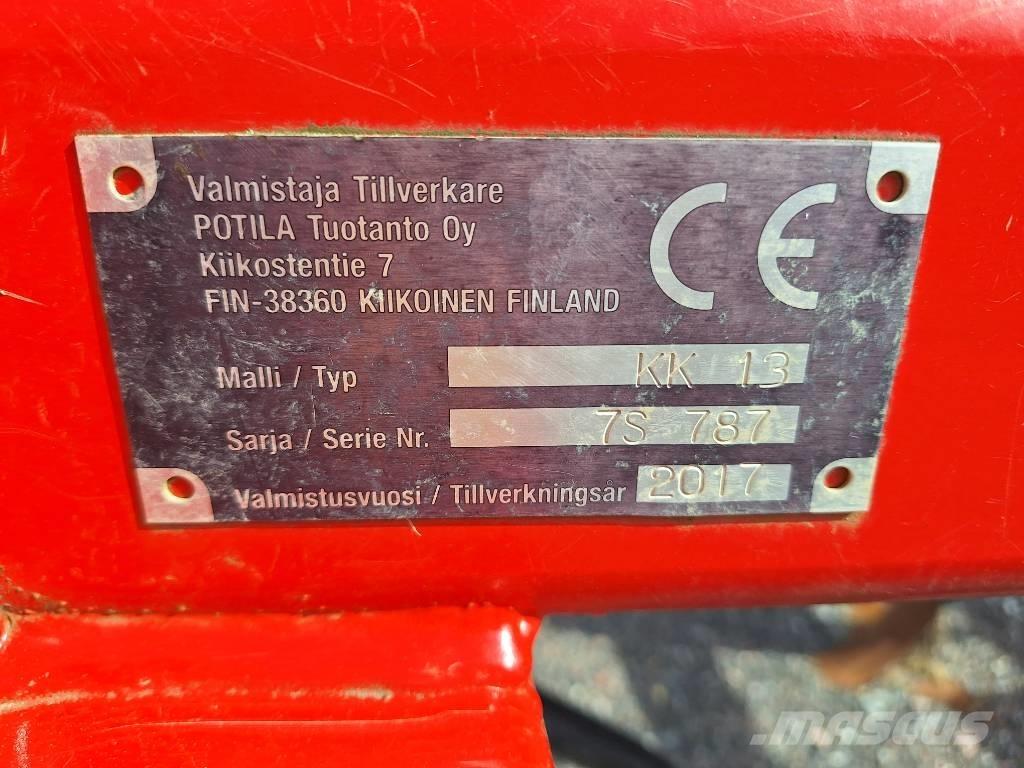 Valmistaja Tillverkare
POTILA Tuotanto Oy
Kiikostentie 7
FIN-38360 KIIKOINEN FINLAND
CE
Malli / Typ KK 13
Sarja / Serie Nr. 7S 787
Valmistusvuosi / Tillverkningsår 2017
MASCUS